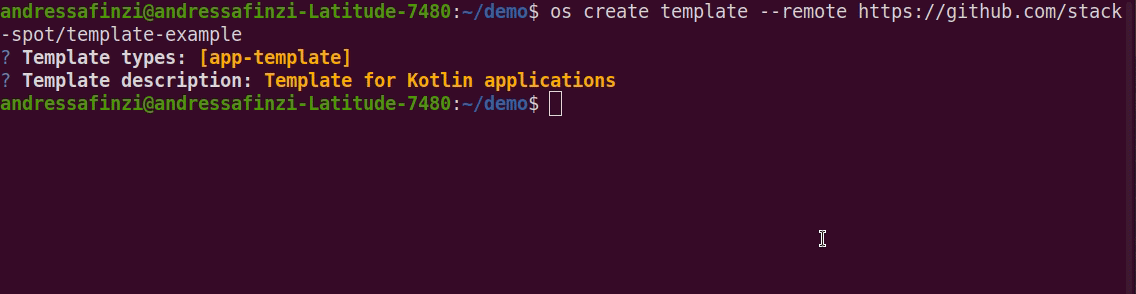 andressafinzi@andressafinzi-Latitude-7480:~/demo$ os create template --remote https://github.com/stack
-spot/template-example
? Template types: [app-template]
? Template description: Template for Kotlin applications
andressafinzi@andressafinzi-Latitude-7480:~/demo$